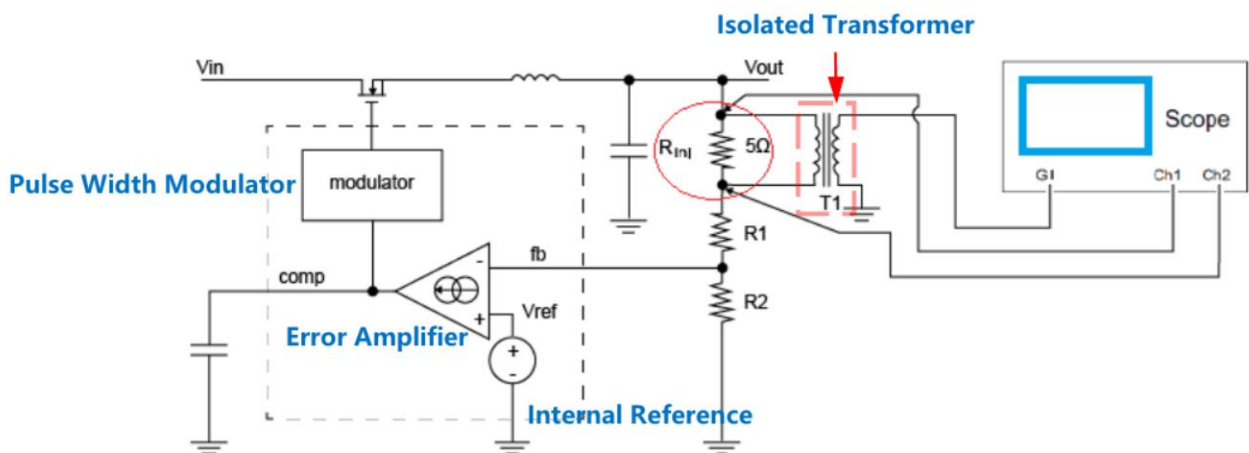 Isolated Transformer
Vin
Vout
Scope
RInj
5Ω
G1
Ch1
Ch2
Pulse Width Modulator
modulator
T1
R1
fb
comp
R2
Vref
Error Amplifier
Internal Reference